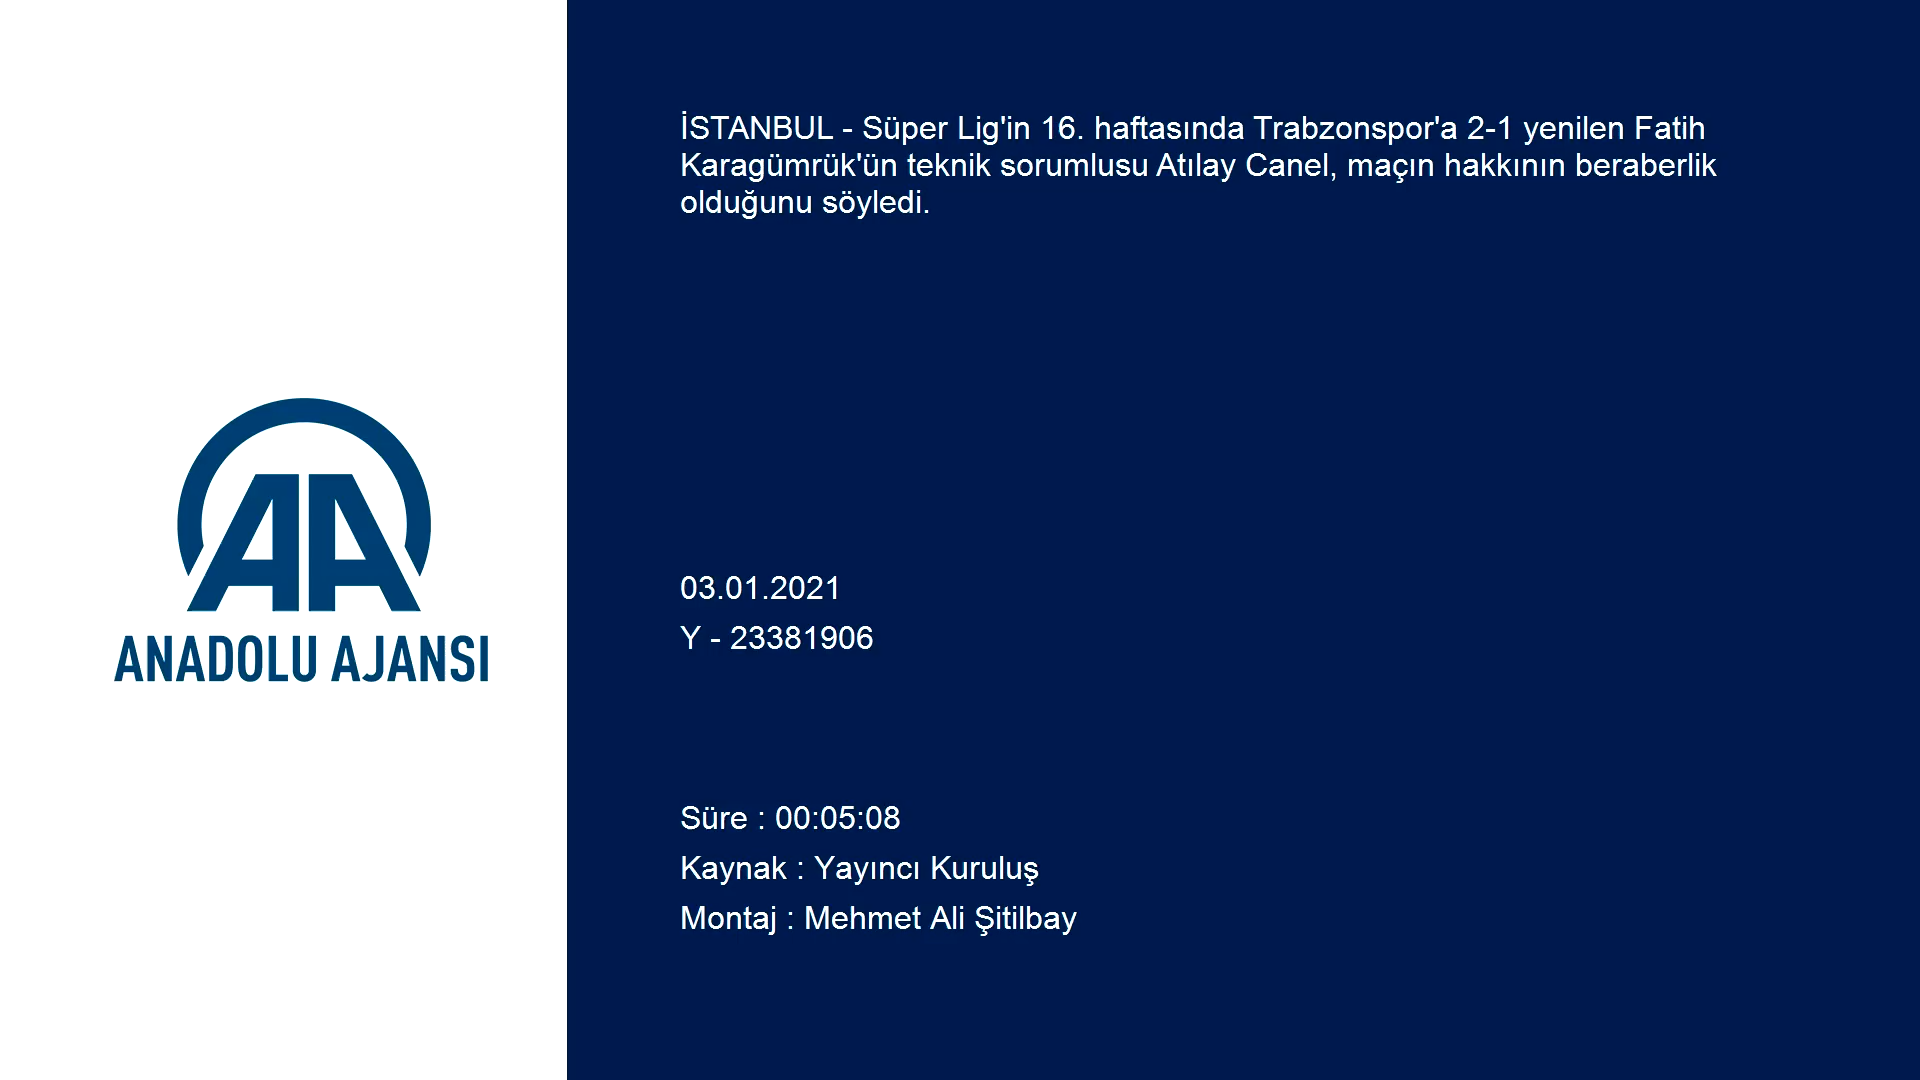 İSTANBUL - Süper Lig'in 16. haftasında Trabzonspor'a 2-1 yenilen Fatih
Karagümrük'ün teknik sorumlusu Atılay Canel, maçın hakkının beraberlik
olduğunu söyledi.
AA
ANADOLU AJANSI
03.01.2021
Y - 23381906
Süre : 00:05:08
Kaynak : Yayıncı Kuruluş
Montaj : Mehmet Ali Şitilbay